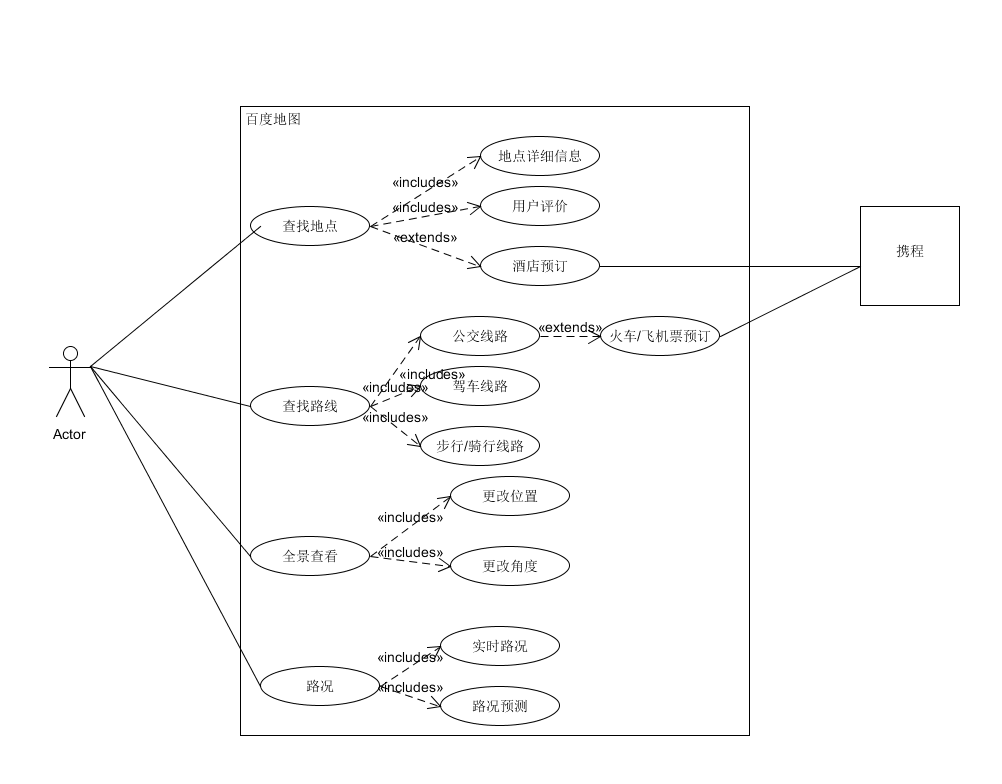 百度地图
地点详细信息
«includes»
«includes»
用户评价
查找地点
«extends»
酒店预订
携程
«extends»
公交线路
火车/飞机票预订
«includes»
«includes»
驾车线路
查找路线
«includes»
步行/骑行线路
Actor
更改位置
«includes»
全景查看
«includes»
更改角度
实时路况
«includes»
路况
«includes»
路况预测